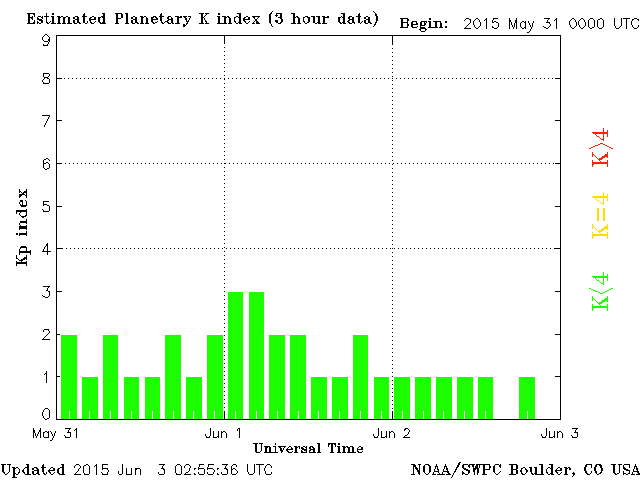 Estimated Planetary K index (3 hour data) Begin: 2015 May 31 0000 UTC
9
8
7
6
5
4
3
2
1
0
Kp index
K>4
K=4
K<4
May 31 Jun 1 Jun 2 Jun 3
Universal Time
Updated 2015 Jun 3 02:55:36 UTC NOAA/SWPC Boulder, CO USA